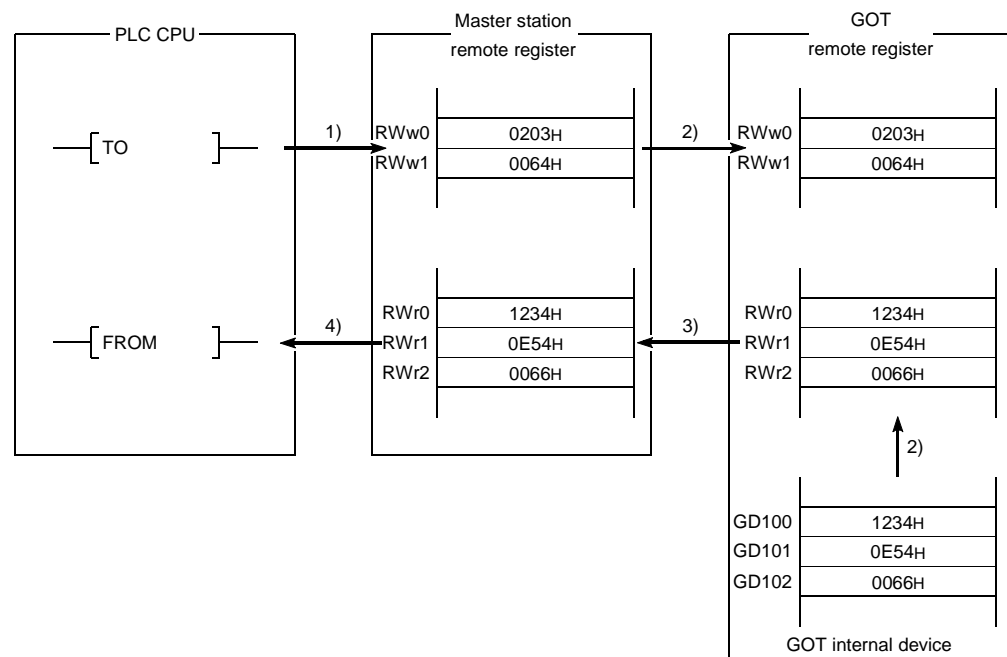 PLC CPU
Master station
remote register
GOT
remote register
TO
1)
RWw0 0203H
RWw1 0064H
2)
RWw0 0203H
RWw1 0064H
FROM
4)
RWr0 1234H
RWr1 0E54H
RWr2 0066H
3)
RWr0 1234H
RWr1 0E54H
RWr2 0066H
2)
GD100 1234H
GD101 0E54H
GD102 0066H
GOT internal device